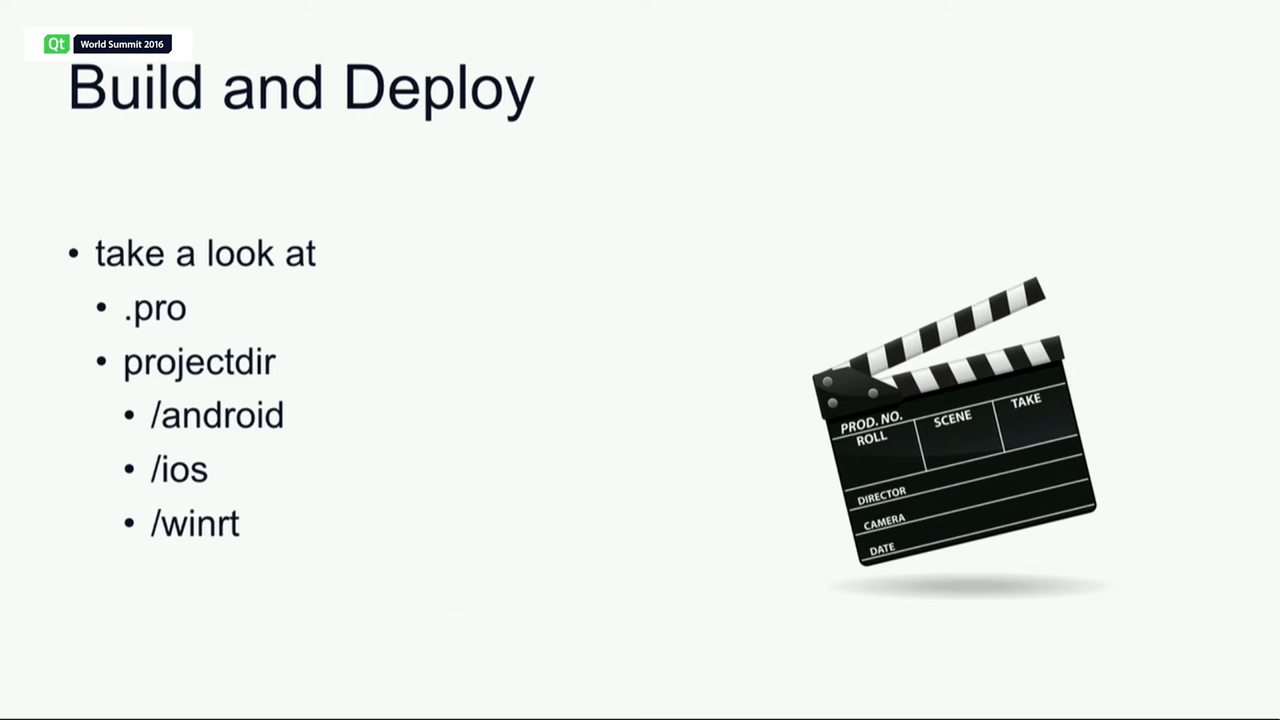 Qt World Summit 2016
Build and Deploy
• take a look at
• .pro
• projectdir
• /android
• /ios
• /winrt
PROD. NO.
ROLL
SCENE
TAKE
DIRECTOR
CAMERA
DATE